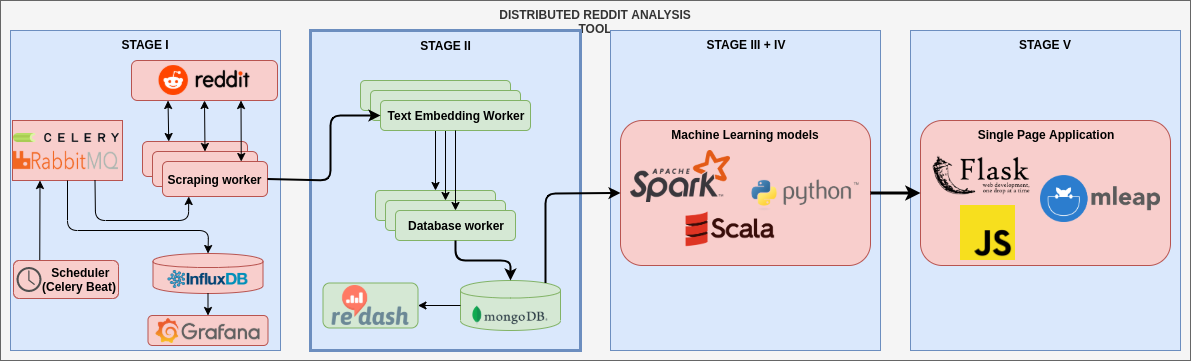 DISTRIBUTED REDDIT ANALYSIS
TOOL
STAGE I
reddit
CELERY
RabbitMQ
Scraping worker
Scheduler
(Celery Beat)
InfluxDB
Grafana
STAGE II
Text Embedding Worker
Database worker
re:dash
mongoDB.
STAGE III + IV
Machine Learning models
APACHE
Spark™
python™
Scala
STAGE V
Single Page Application
Flask
web development,
one drop at a time
mleap
JS